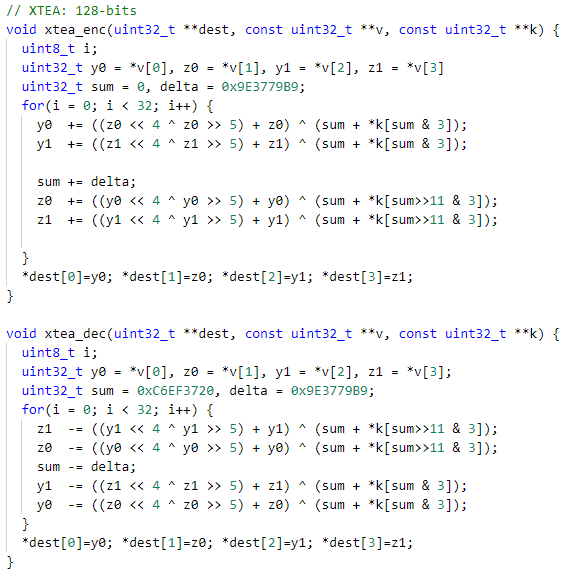 // XTEA: 128-bits
void xtea_enc(uint32_t **dest, const uint32_t **v, const uint32_t **k) {
  uint8_t i;
  uint32_t y0 = *v[0], z0 = *v[1], y1 = *v[2], z1 = *v[3]
  uint32_t sum = 0, delta = 0x9E3779B9;
  for(i = 0; i < 32; i++) {
    y0  += ((z0 << 4 ^ z0 >> 5) + z0) ^ (sum + *k[sum & 3]);
    y1  += ((z1 << 4 ^ z1 >> 5) + z1) ^ (sum + *k[sum & 3]);

    sum += delta;
    z0  += ((y0 << 4 ^ y0 >> 5) + y0) ^ (sum + *k[sum>>11 & 3]);
    z1  += ((y1 << 4 ^ y1 >> 5) + y1) ^ (sum + *k[sum>>11 & 3]);

  }
  *dest[0]=y0; *dest[1]=z0; *dest[2]=y1; *dest[3]=z1;
}

void xtea_dec(uint32_t **dest, const uint32_t **v, const uint32_t **k) {
  uint8_t i;
  uint32_t y0 = *v[0], z0 = *v[1], y1 = *v[2], z1 = *v[3];
  uint32_t sum = 0xC6EF3720, delta = 0x9E3779B9;
  for(i = 0; i < 32; i++) {
    z1  -= ((y1 << 4 ^ y1 >> 5) + y1) ^ (sum + *k[sum>>11 & 3]);
    z0  -= ((y0 << 4 ^ y0 >> 5) + y0) ^ (sum + *k[sum>>11 & 3]);
    sum -= delta;
    y1  -= ((z1 << 4 ^ z1 >> 5) + z1) ^ (sum + *k[sum & 3]);
    y0  -= ((z0 << 4 ^ z0 >> 5) + z0) ^ (sum + *k[sum & 3]);
  }
  *dest[0]=y0; *dest[1]=z0; *dest[2]=y1; *dest[3]=z1;
}